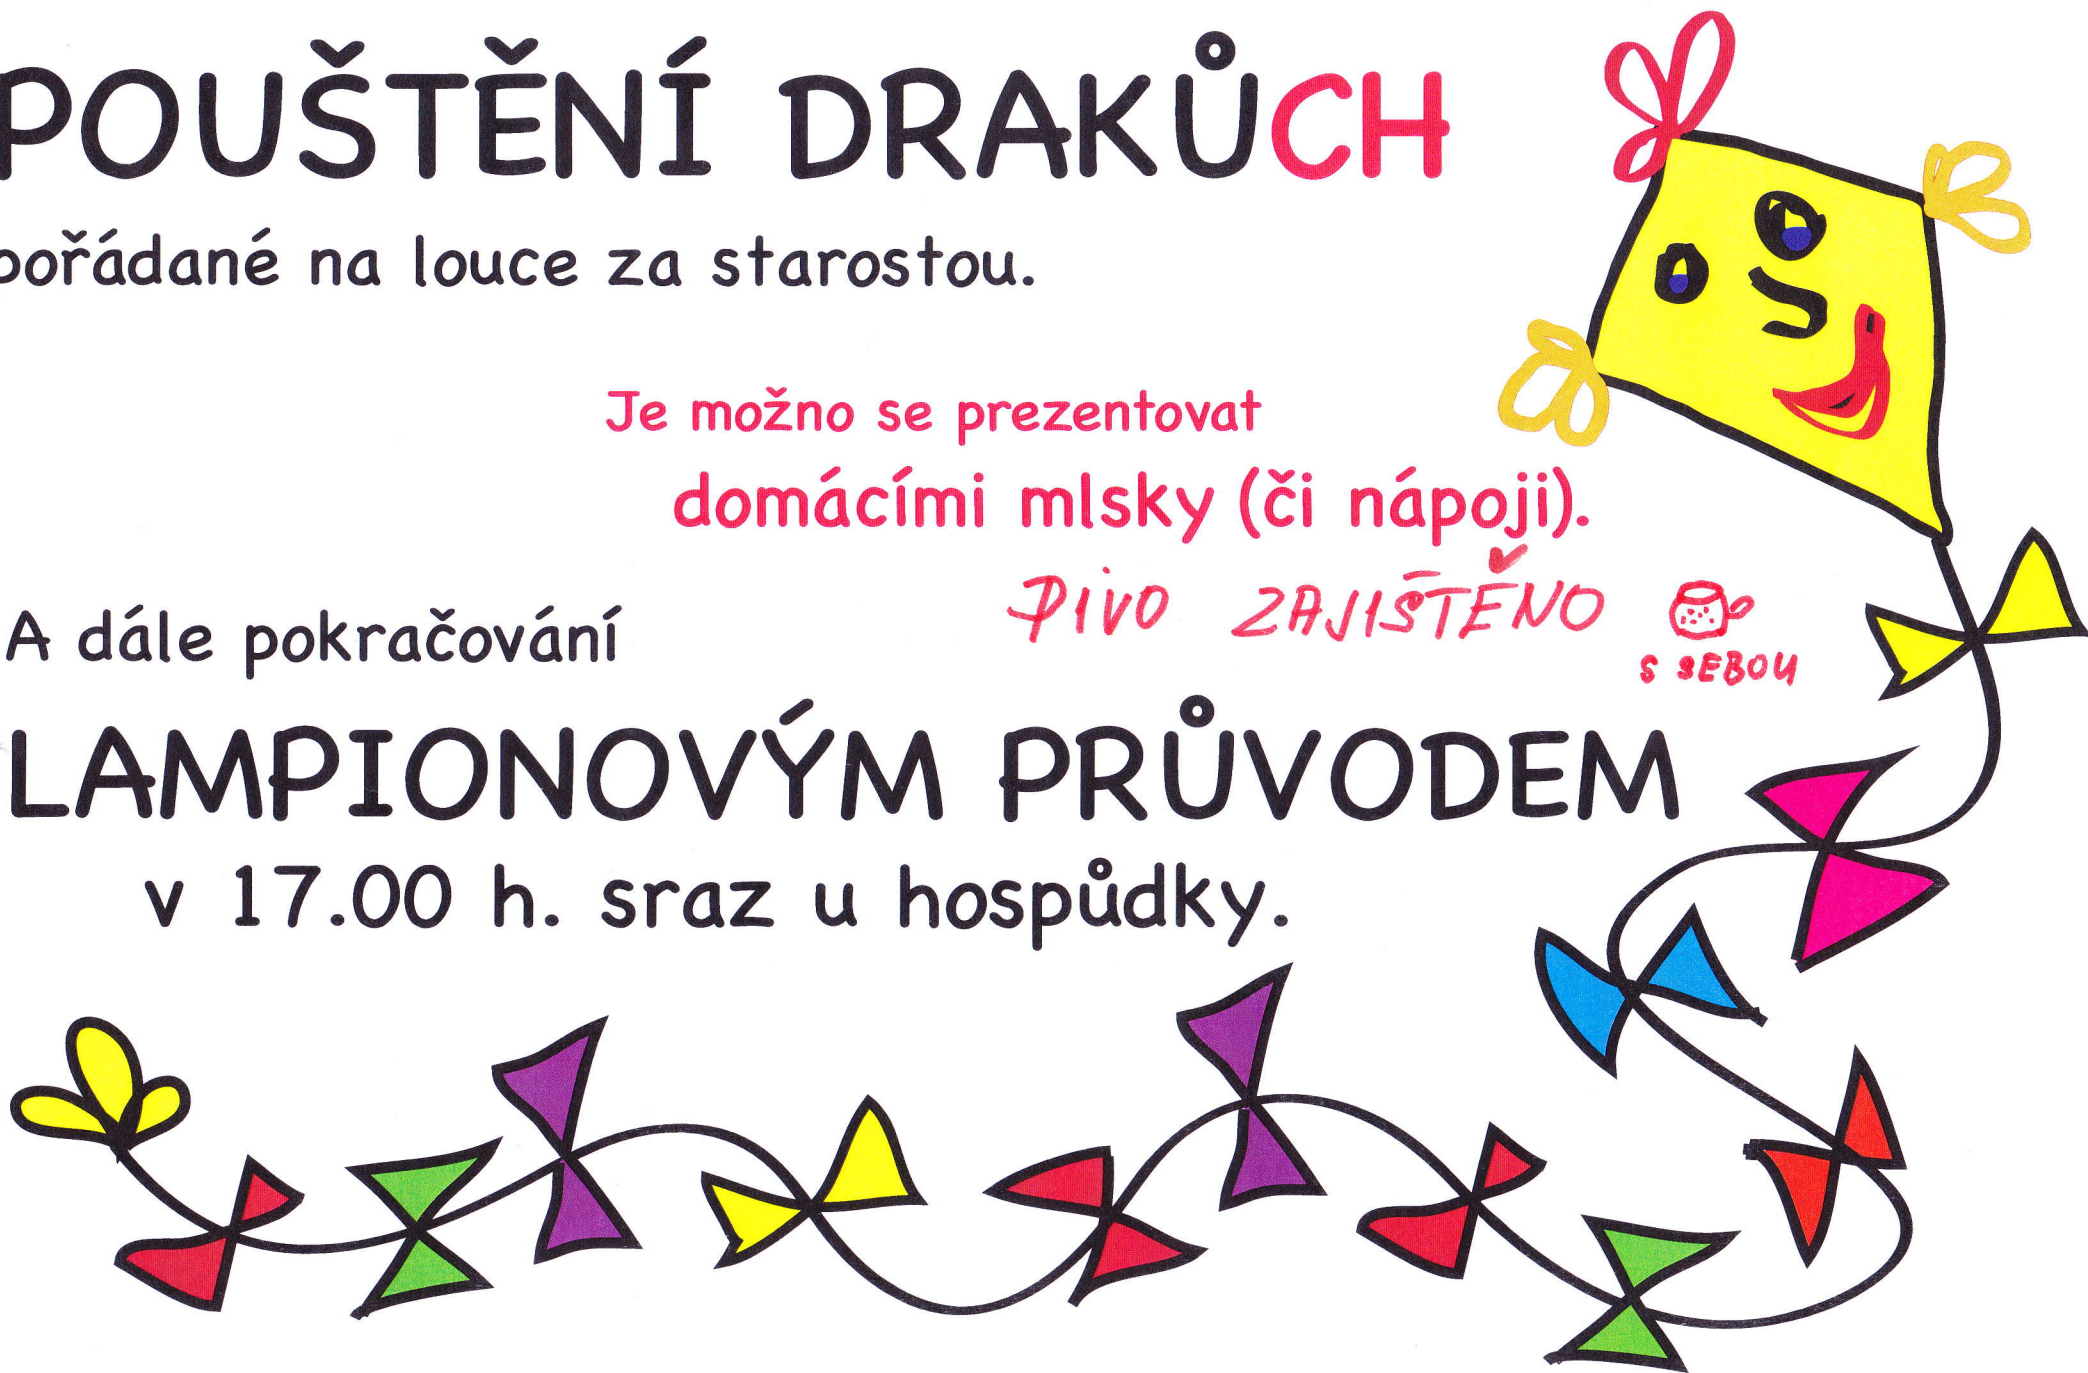 POUŠTĚNÍ DRAKŮCH
pořádané na louce za starostou.
Je možno se prezentovat
domácími mlsky (či nápoji).
PIVO ZAJIŠTĚNO
S SEBOU
A dále pokračování
LAMPIONOVÝM PRŮVODEM
v 17.00 h. sraz u hospůdky.